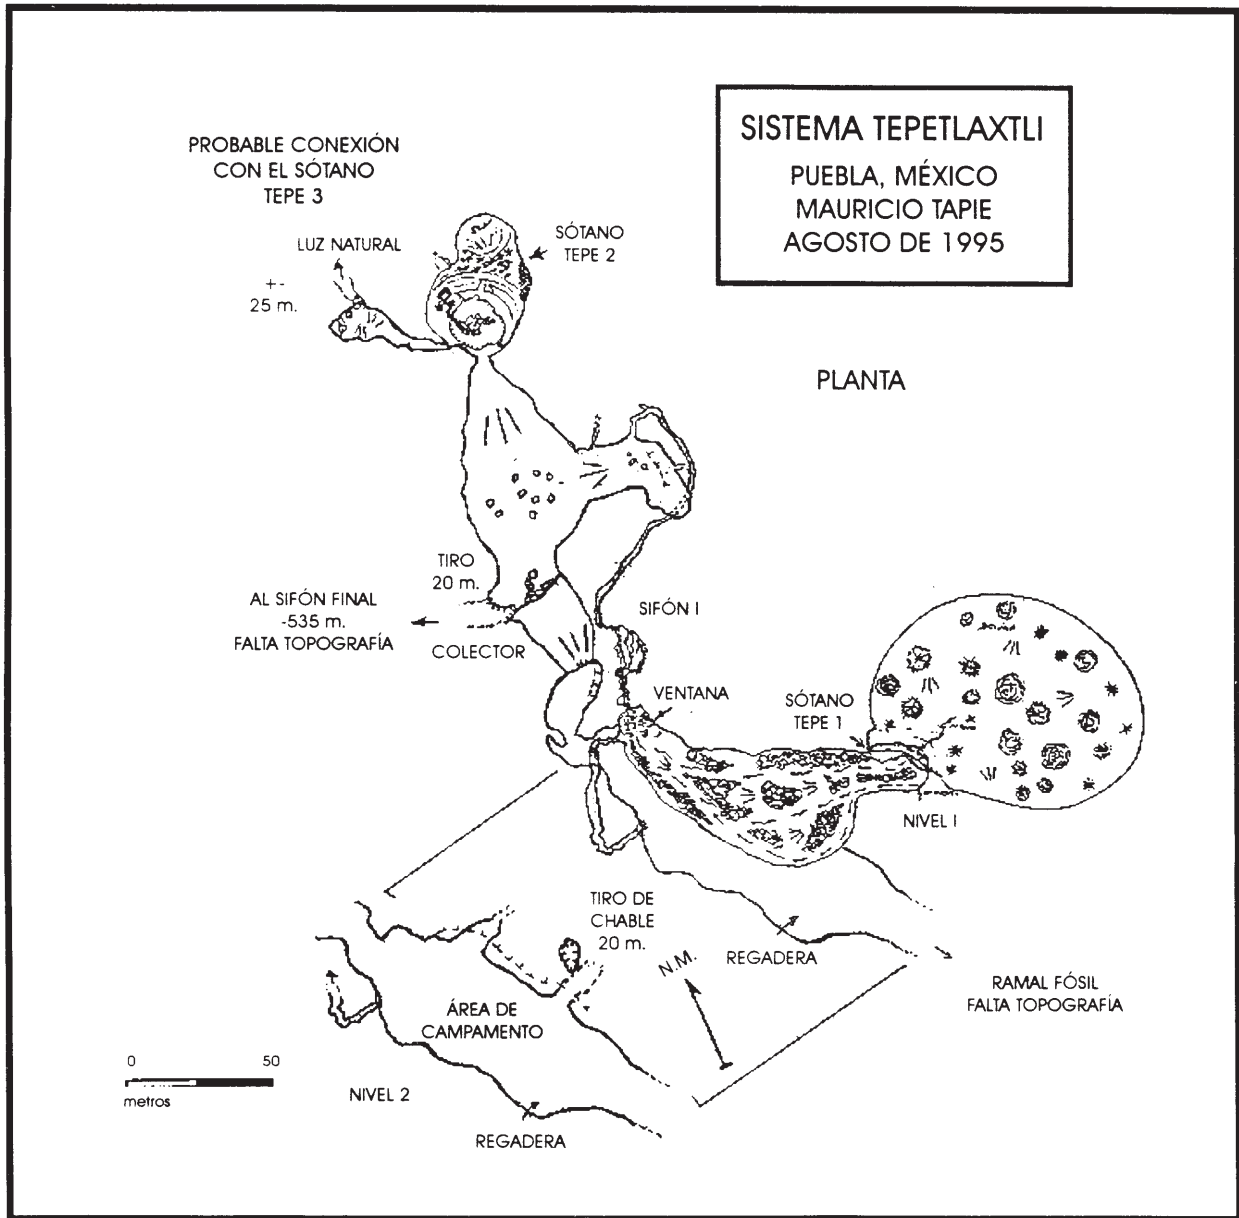 SISTEMA TEPETLAXTLI
PUEBLA, MÉXICO
MAURICIO TAPIE
AGOSTO DE 1995
PROBABLE CONEXIÓN
CON EL SÓTANO
TEPE 3
LUZ NATURAL
SÓTANO
TEPE 2
+-
25 m.
PLANTA
TIRO
20 m.
AL SIFÓN FINAL
-535 m.
FALTA TOPOGRAFÍA
COLECTOR
SIFÓN I
VENTANA
SÓTANO
TEPE 1
NIVEL I
TIRO DE
CHABLE
20 m.
N.M.
REGADERA
RAMAL FÓSIL
FALTA TOPOGRAFÍA
ÁREA DE
CAMPAMENTO
0 50
metros
NIVEL 2
REGADERA